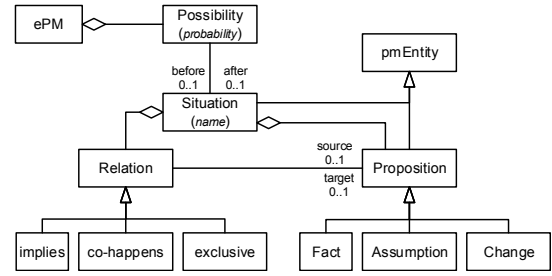 ePM
Possibility
(probability)
pmEntity
before after
0..1 0..1
Situation
(name)
source
0..1
Relation
target
0..1
Proposition
implies
co-happens
exclusive
Fact
Assumption
Change